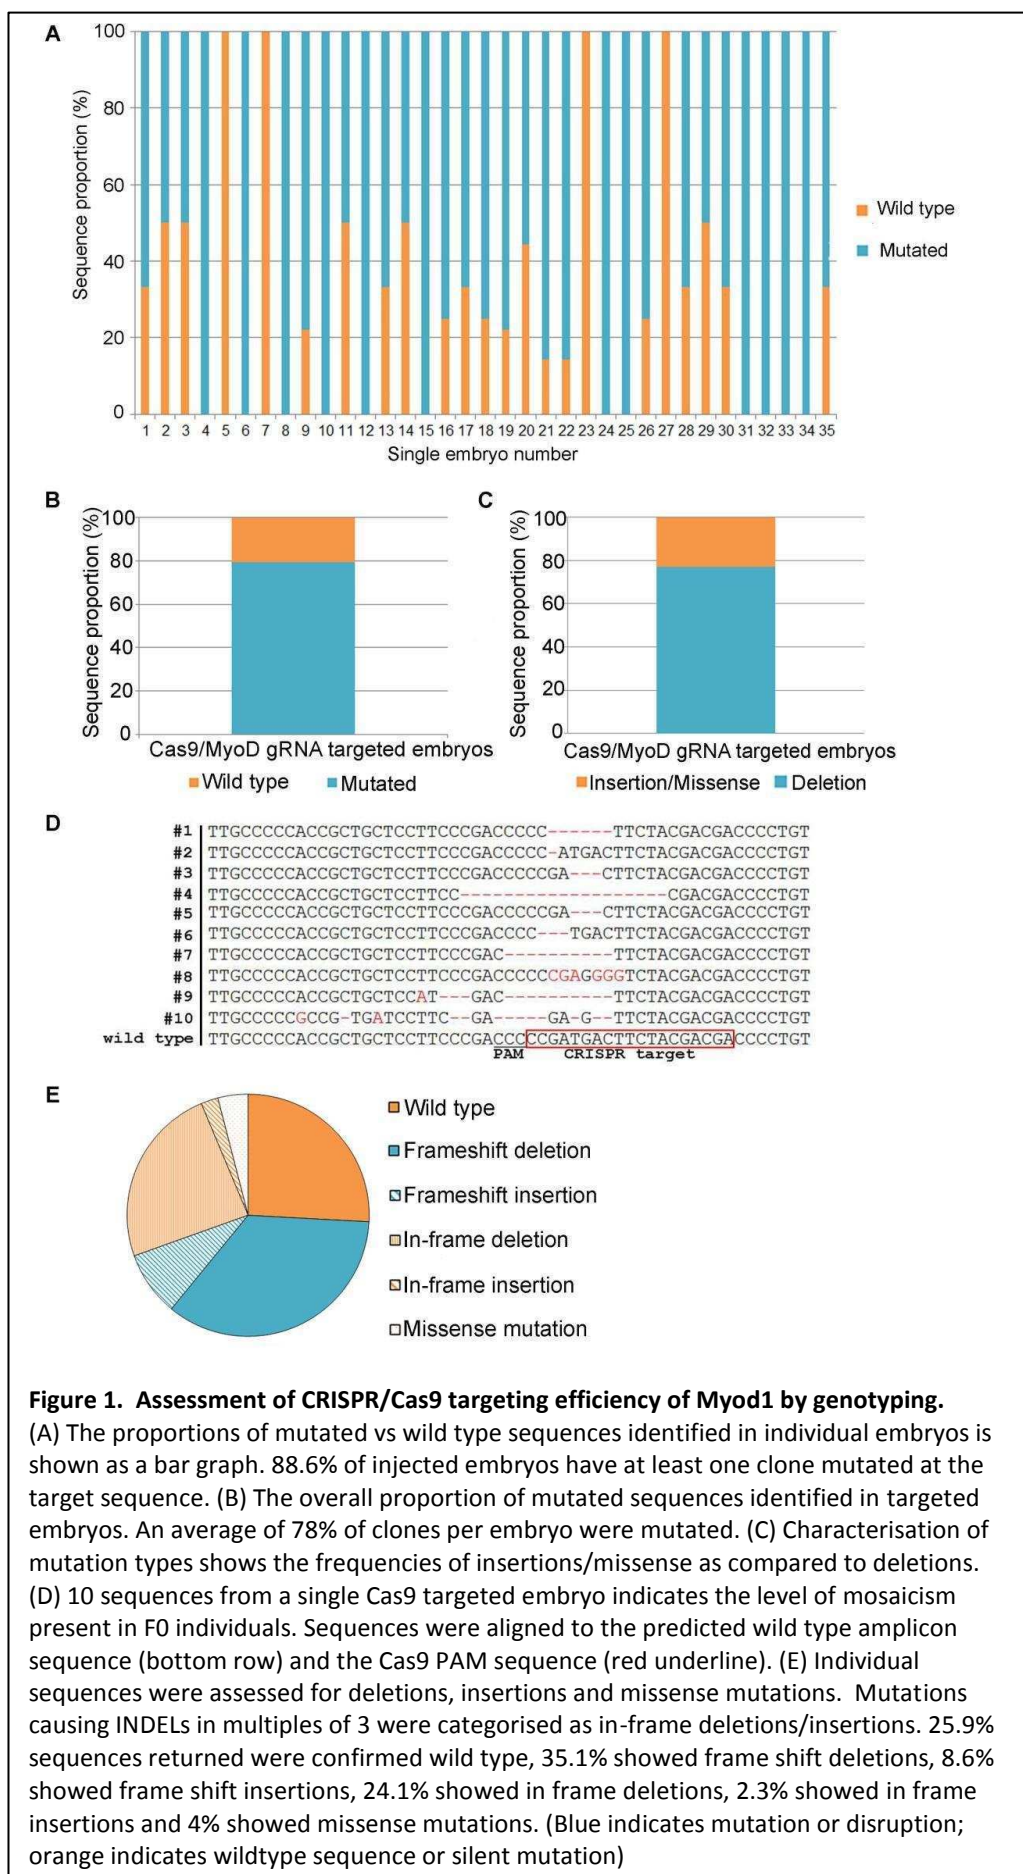 A
100
80
60
40
20
0
Sequence proportion (%)
Wild type
Mutated
1 2 3 4 5 6 7 8 9 10 11 12 13 14 15 16 17 18 19 20 21 22 23 24 25 26 27 28 29 30 31 32 33 34 35
Single embryo number
B
100
80
60
40
20
0
Sequence proportion (%)
Cas9/MyoD gRNA targeted embryos
Wild type Mutated
C
100
80
60
40
20
0
Sequence proportion (%)
Cas9/MyoD gRNA targeted embryos
Insertion/Missense Deletion
D
#1 TTGCCCCCACCGCTGCTCCTTCCCGACCCCC------TTCTACGACGACCCCTGT
#2 TTGCCCCCACCGCTGCTCCTTCCCGACCCCC-ATGACTTCTACGACGACCCCTGT
#3 TTGCCCCCACCGCTGCTCCTTCCCGACCCCCGA---CTTCTACGACGACCCCTGT
#4 TTGCCCCCACCGCTGCTCCTTCC-------------------CGACGACCCCTGT
#5 TTGCCCCCACCGCTGCTCCTTCCCGACCCCCGA---CTTCTACGACGACCCCTGT
#6 TTGCCCCCACCGCTGCTCCTTCCCGACCCC---TGACTTCTACGACGACCCCTGT
#7 TTGCCCCCACCGCTGCTCCTTCCCGAC----------TTCTACGACGACCCCTGT
#8 TTGCCCCCACCGCTGCTCCTTCCCGACCCCCCGAGGGGTCTACGACGACCCCTGT
#9 TTGCCCCCACCGCTGCTCCAT---GAC----------TTCTACGACGACCCCTGT
#10 TTGCCCCCGCCG-TGATCCTTC--GA-----GA-G--TTCTACGACGACCCCTGT
wild type TTGCCCCCACCGCTGCTCCTTCCCGACCCCCGATGACTTCTACGACGACCCCTGT
PAM CRISPR target
E
Wild type
Frameshift deletion
Frameshift insertion
In-frame deletion
In-frame insertion
Missense mutation
Figure 1. Assessment of CRISPR/Cas9 targeting efficiency of Myod1 by genotyping.
(A) The proportions of mutated vs wild type sequences identified in individual embryos is
shown as a bar graph. 88.6% of injected embryos have at least one clone mutated at the
target sequence. (B) The overall proportion of mutated sequences identified in targeted
embryos. An average of 78% of clones per embryo were mutated. (C) Characterisation of
mutation types shows the frequencies of insertions/missense as compared to deletions.
(D) 10 sequences from a single Cas9 targeted embryo indicates the level of mosaicism
present in F0 individuals. Sequences were aligned to the predicted wild type amplicon
sequence (bottom row) and the Cas9 PAM sequence (red underline). (E) Individual
sequences were assessed for deletions, insertions and missense mutations. Mutations
causing INDELs in multiples of 3 were categorised as in-frame deletions/insertions. 25.9%
sequences returned were confirmed wild type, 35.1% showed frame shift deletions, 8.6%
showed frame shift insertions, 24.1% showed in frame deletions, 2.3% showed in frame
insertions and 4% showed missense mutations. (Blue indicates mutation or disruption;
orange indicates wildtype sequence or silent mutation)